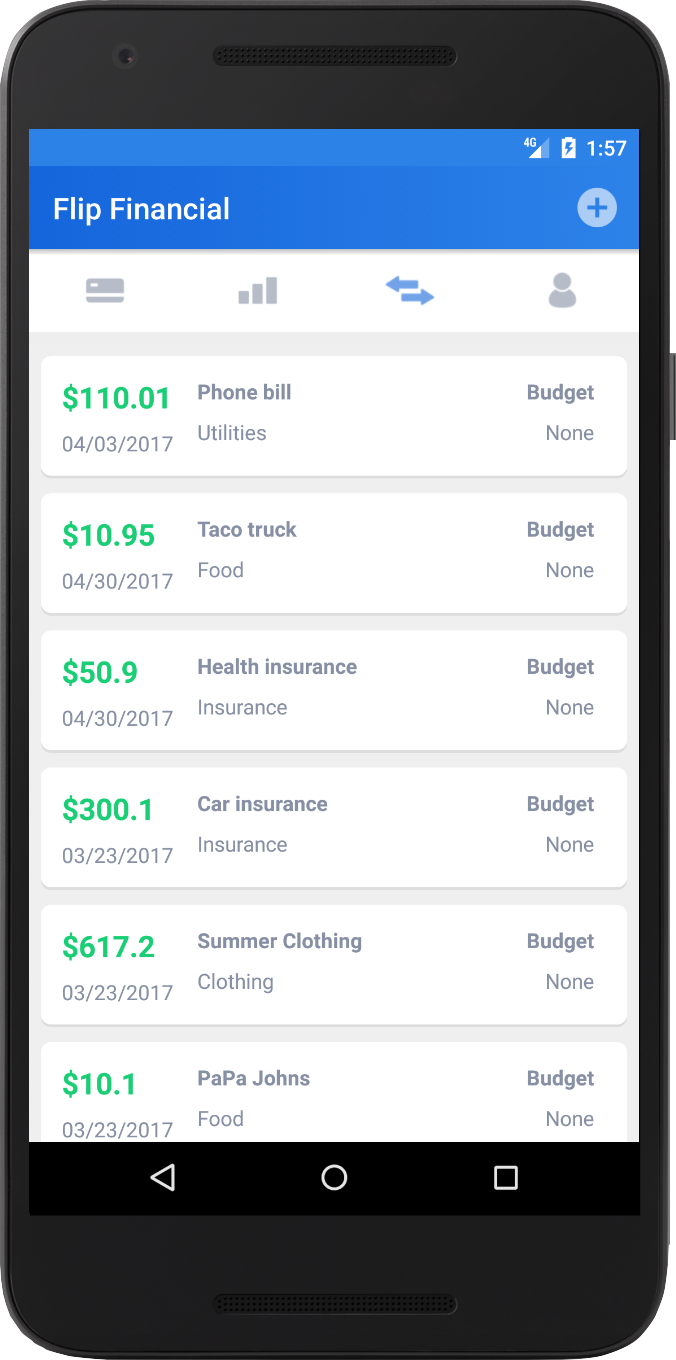 4G 1:57
Flip Financial
$110.01 Phone bill Budget
04/03/2017 Utilities None
$10.95 Taco truck Budget
04/30/2017 Food None
$50.9 Health insurance Budget
04/30/2017 Insurance None
$300.1 Car insurance Budget
03/23/2017 Insurance None
$617.2 Summer Clothing Budget
03/23/2017 Clothing None
$10.1 PaPa Johns Budget
03/23/2017 Food None